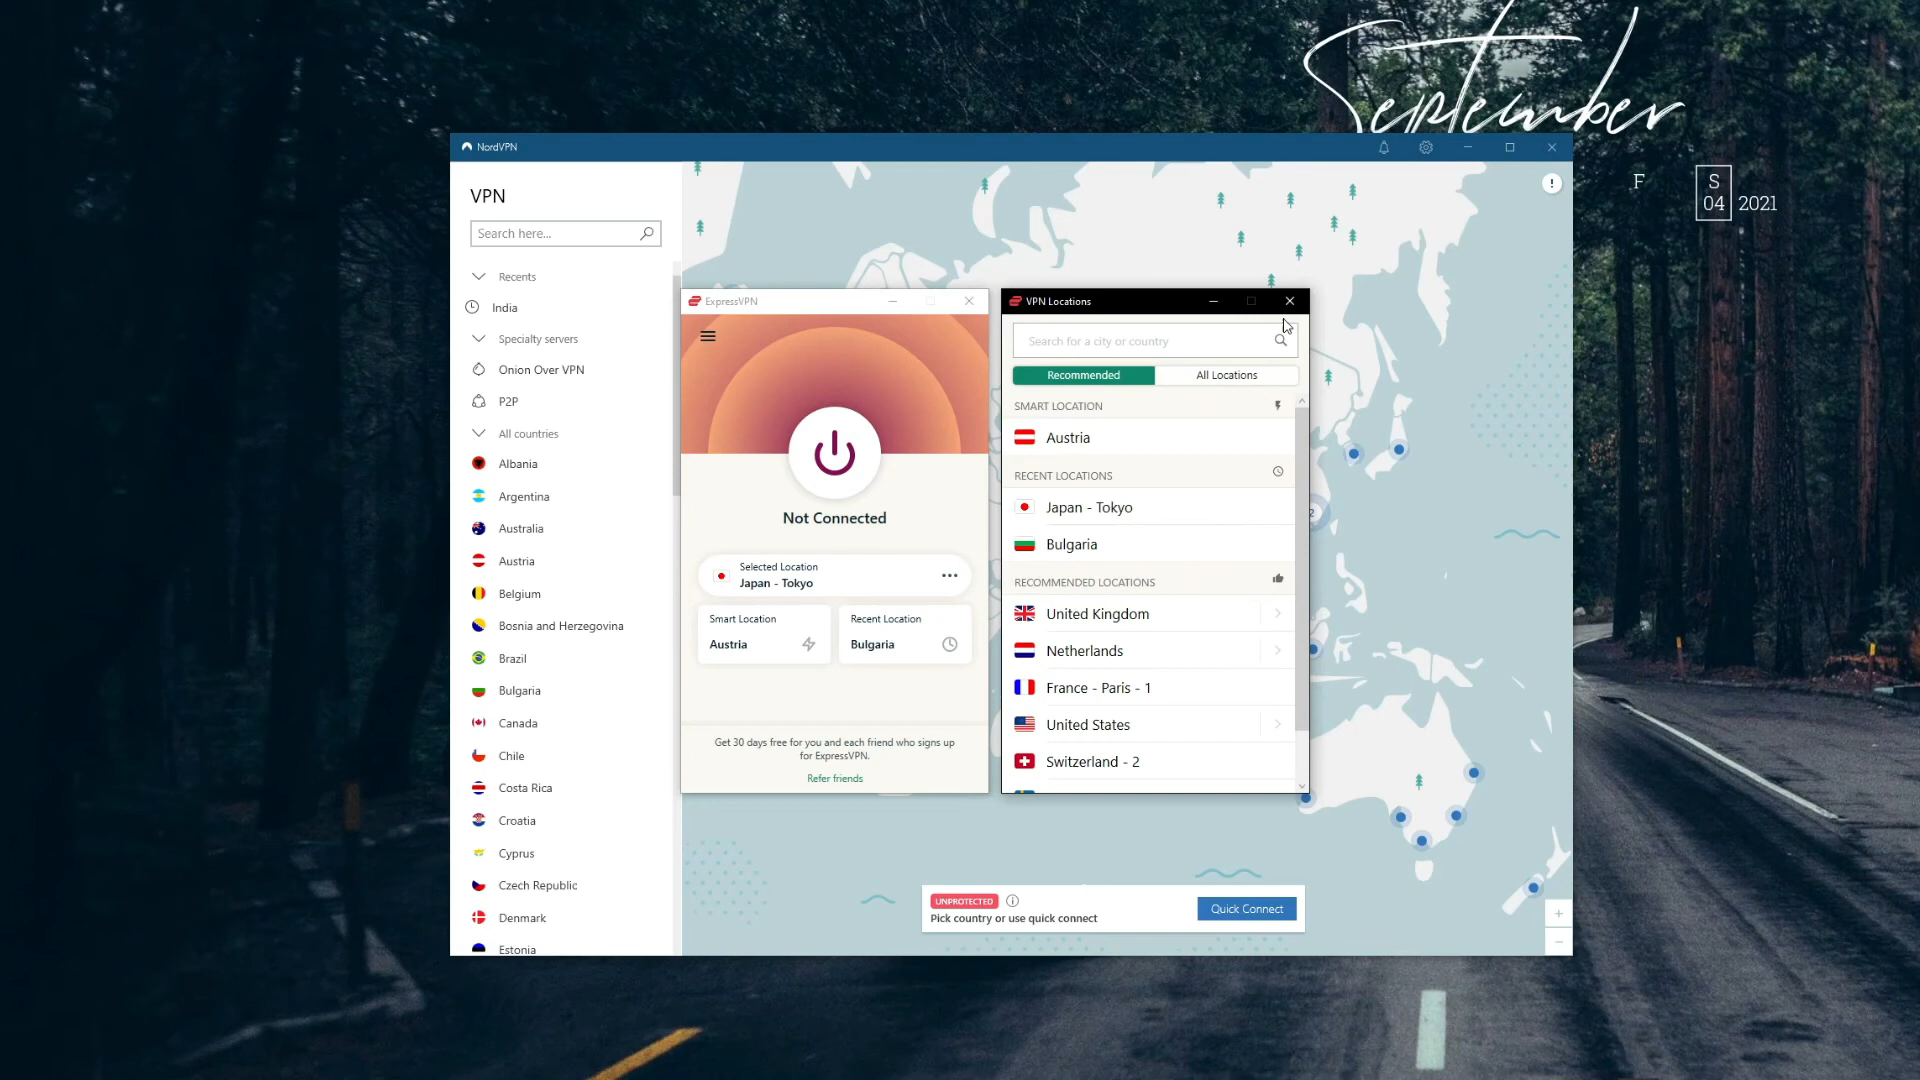 September
F
S
04
2021
NordVPN
VPN
Search here...
Recents
India
Specialty servers
Onion Over VPN
P2P
All countries
Albania
Argentina
Australia
Austria
Belgium
Bosnia and Herzegovina
Brazil
Bulgaria
Canada
Chile
Costa Rica
Croatia
Cyprus
Czech Republic
Denmark
Estonia
ExpressVPN
Not Connected
Selected Location
Japan - Tokyo
Smart Location
Austria
Recent Location
Bulgaria
Get 30 days free for you and each friend who signs up
for ExpressVPN.
Refer friends
VPN Locations
Search for a city or country
Recommended
All Locations
SMART LOCATION
Austria
RECENT LOCATIONS
Japan - Tokyo
Bulgaria
RECOMMENDED LOCATIONS
United Kingdom
Netherlands
France - Paris - 1
United States
Switzerland - 2
2
UNPROTECTED
Pick country or use quick connect
Quick Connect